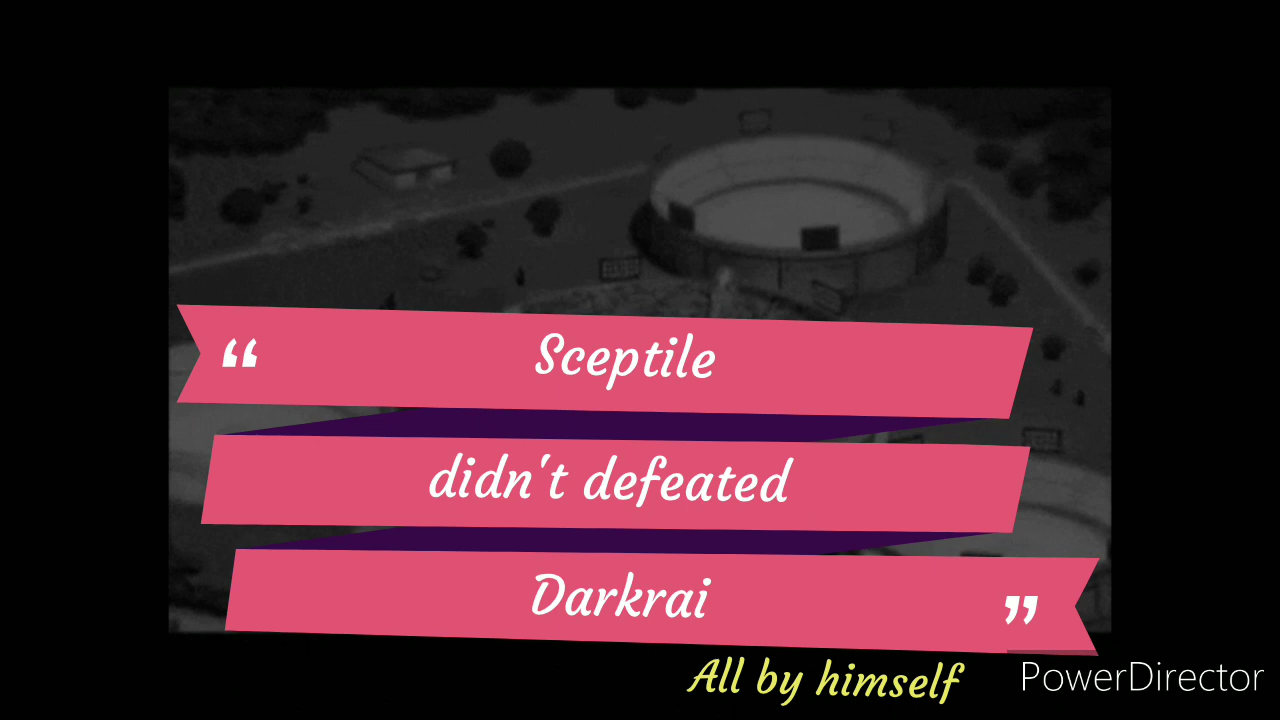 “ Sceptile
didn't defeated
Darkrai ”
All by himself
PowerDirector